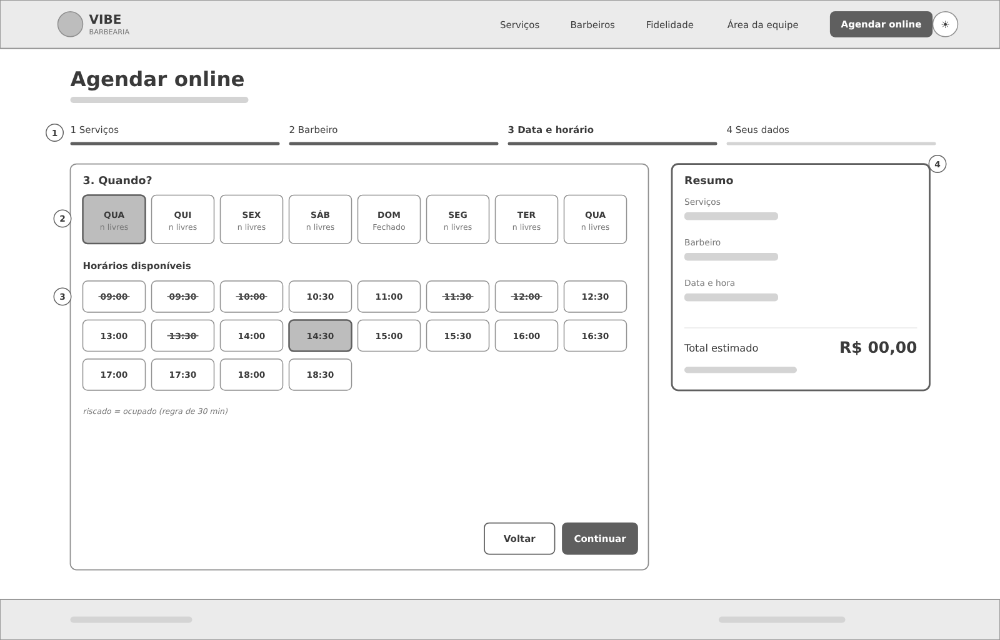 VIBE
BARBEARIA
Serviços Barbeiros Fidelidade Área da equipe Agendar online
Agendar online
1
1 Serviços 2 Barbeiro 3 Data e horário 4 Seus dados
3. Quando?
2
QUA QUI SEX SÁB DOM SEG TER QUA
n livres n livres n livres n livres Fechado n livres n livres n livres
Horários disponíveis
3
09:00 09:30 10:00 10:30 11:00 11:30 12:00 12:30
13:00 13:30 14:00 14:30 15:00 15:30 16:00 16:30
17:00 17:30 18:00 18:30
riscado = ocupado (regra de 30 min)
Voltar Continuar
4
Resumo
Serviços
Barbeiro
Data e hora
Total estimado R$ 00,00